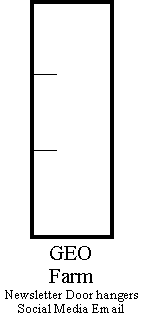 GEO
Farm
Newsletter Door hangers
Social Media Email